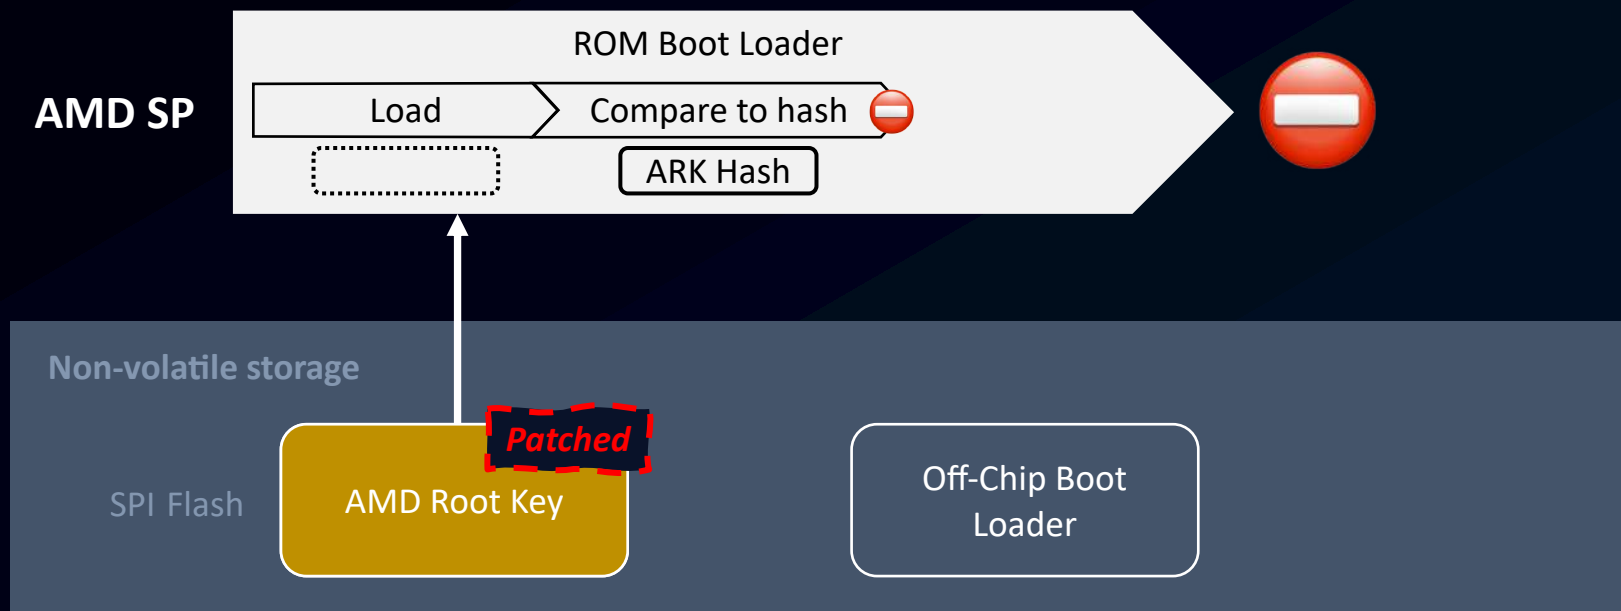 ROM Boot Loader
AMD SP
Load
Compare to hash
ARK Hash
Non-volatile storage
Patched
SPI Flash
AMD Root Key
Off-Chip Boot
Loader